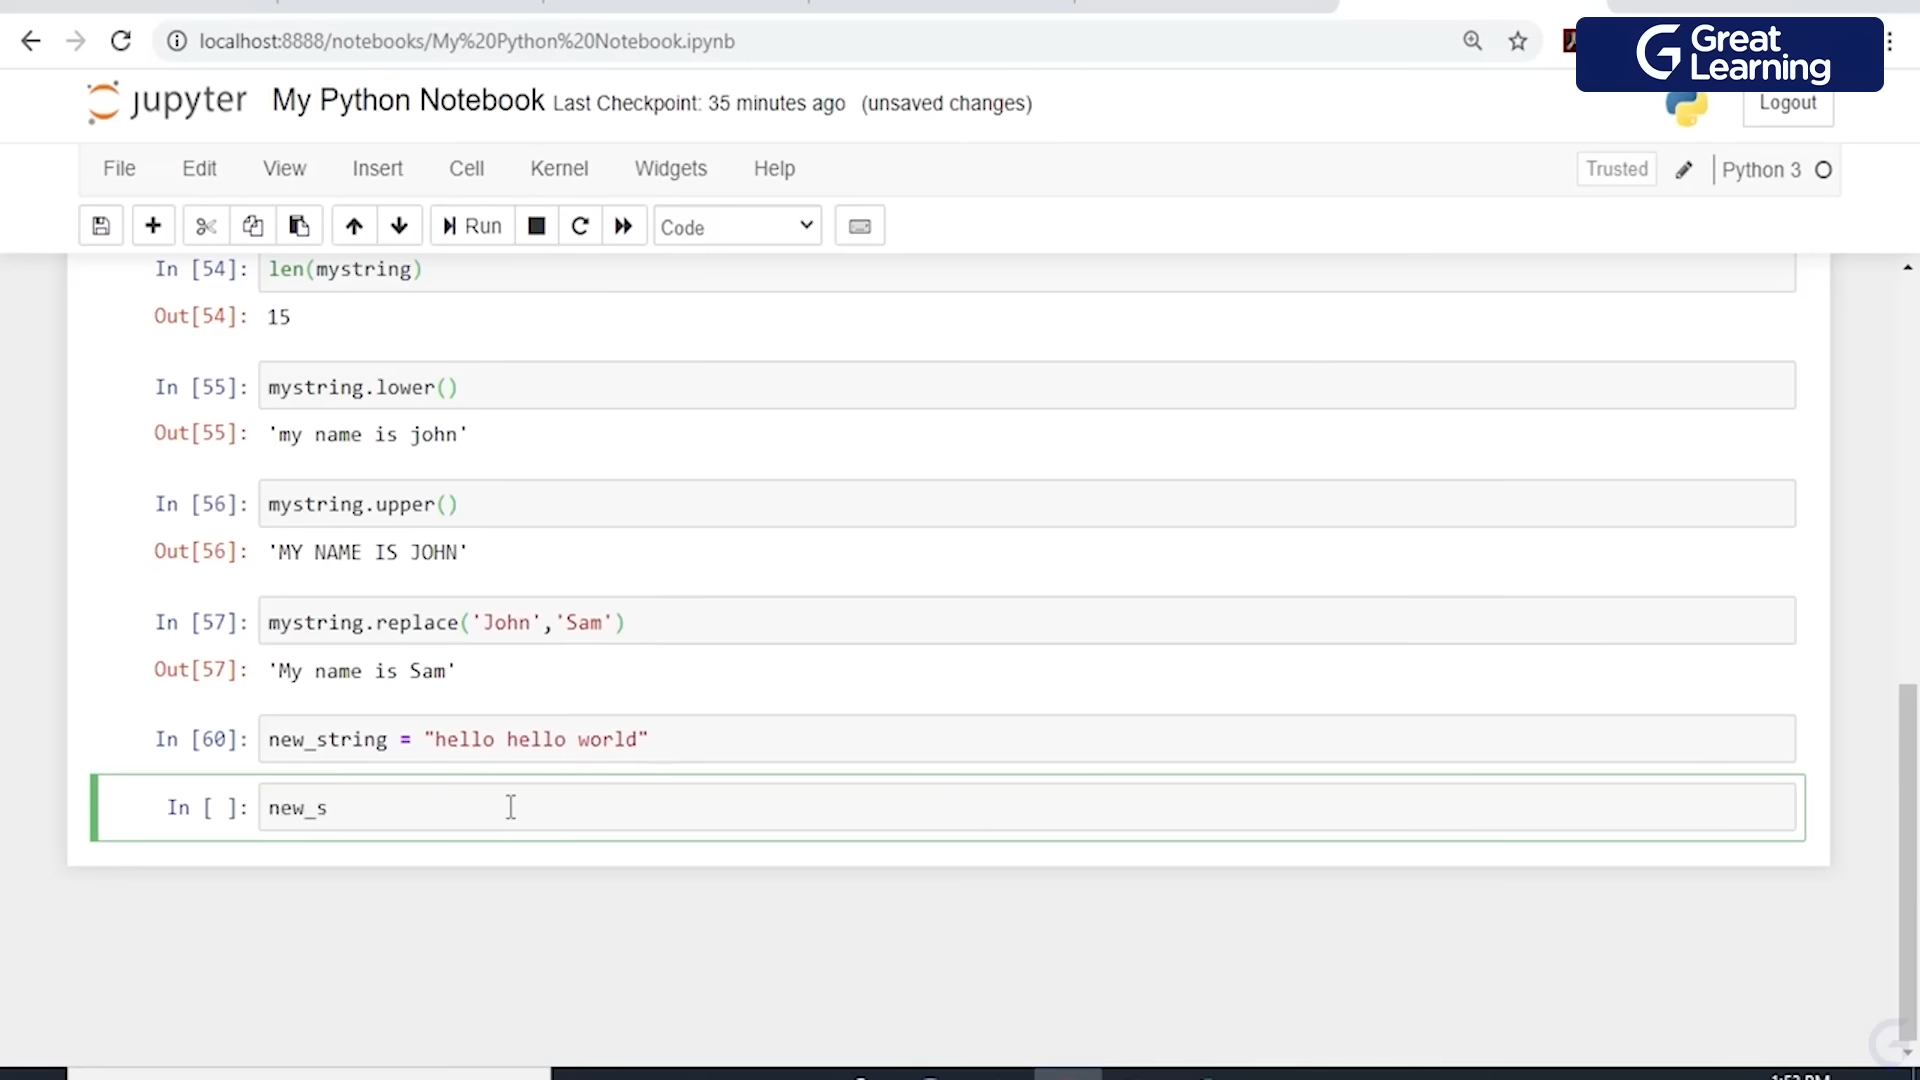 localhost:8888/notebooks/My%20Python%20Notebook.ipynb
Great
Learning
jupyter My Python Notebook Last Checkpoint: 35 minutes ago (unsaved changes)
Logout
File Edit View Insert Cell Kernel Widgets Help
Trusted
Python 3
Run
Code
In [54]: len(mystring)
Out[54]: 15
In [55]: mystring.lower()
Out[55]: 'my name is john'
In [56]: mystring.upper()
Out[56]: 'MY NAME IS JOHN'
In [57]: mystring.replace('John','Sam')
Out[57]: 'My name is Sam'
In [60]: new_string = "hello hello world"
In [ ]: new_s